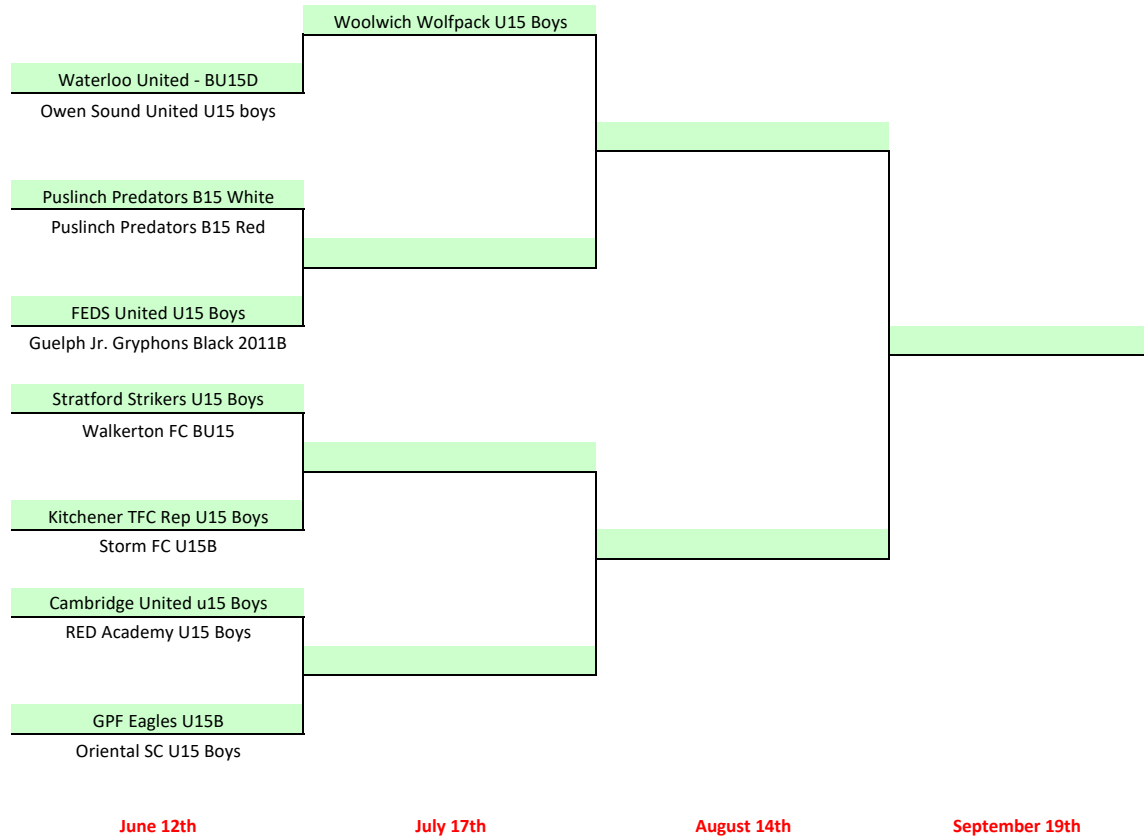 Woolwich Wolfpack U15 Boys
Waterloo United - BU15D
Owen Sound United U15 boys
Puslinch Predators B15 White
Puslinch Predators B15 Red
FEDS United U15 Boys
Guelph Jr. Gryphons Black 2011B
Stratford Strikers U15 Boys
Walkerton FC BU15
Kitchener TFC Rep U15 Boys
Storm FC U15B
Cambridge United u15 Boys
RED Academy U15 Boys
GPF Eagles U15B
Oriental SC U15 Boys
June 12th
July 17th
August 14th
September 19th